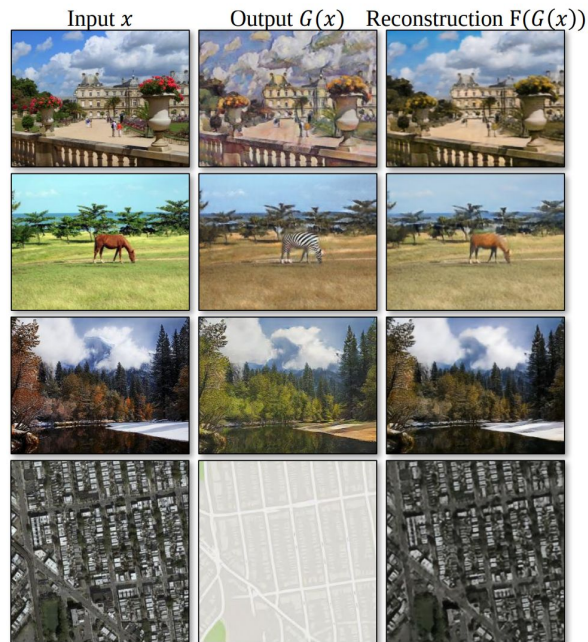 Input x
Output G(x)
Reconstruction F(G(x))